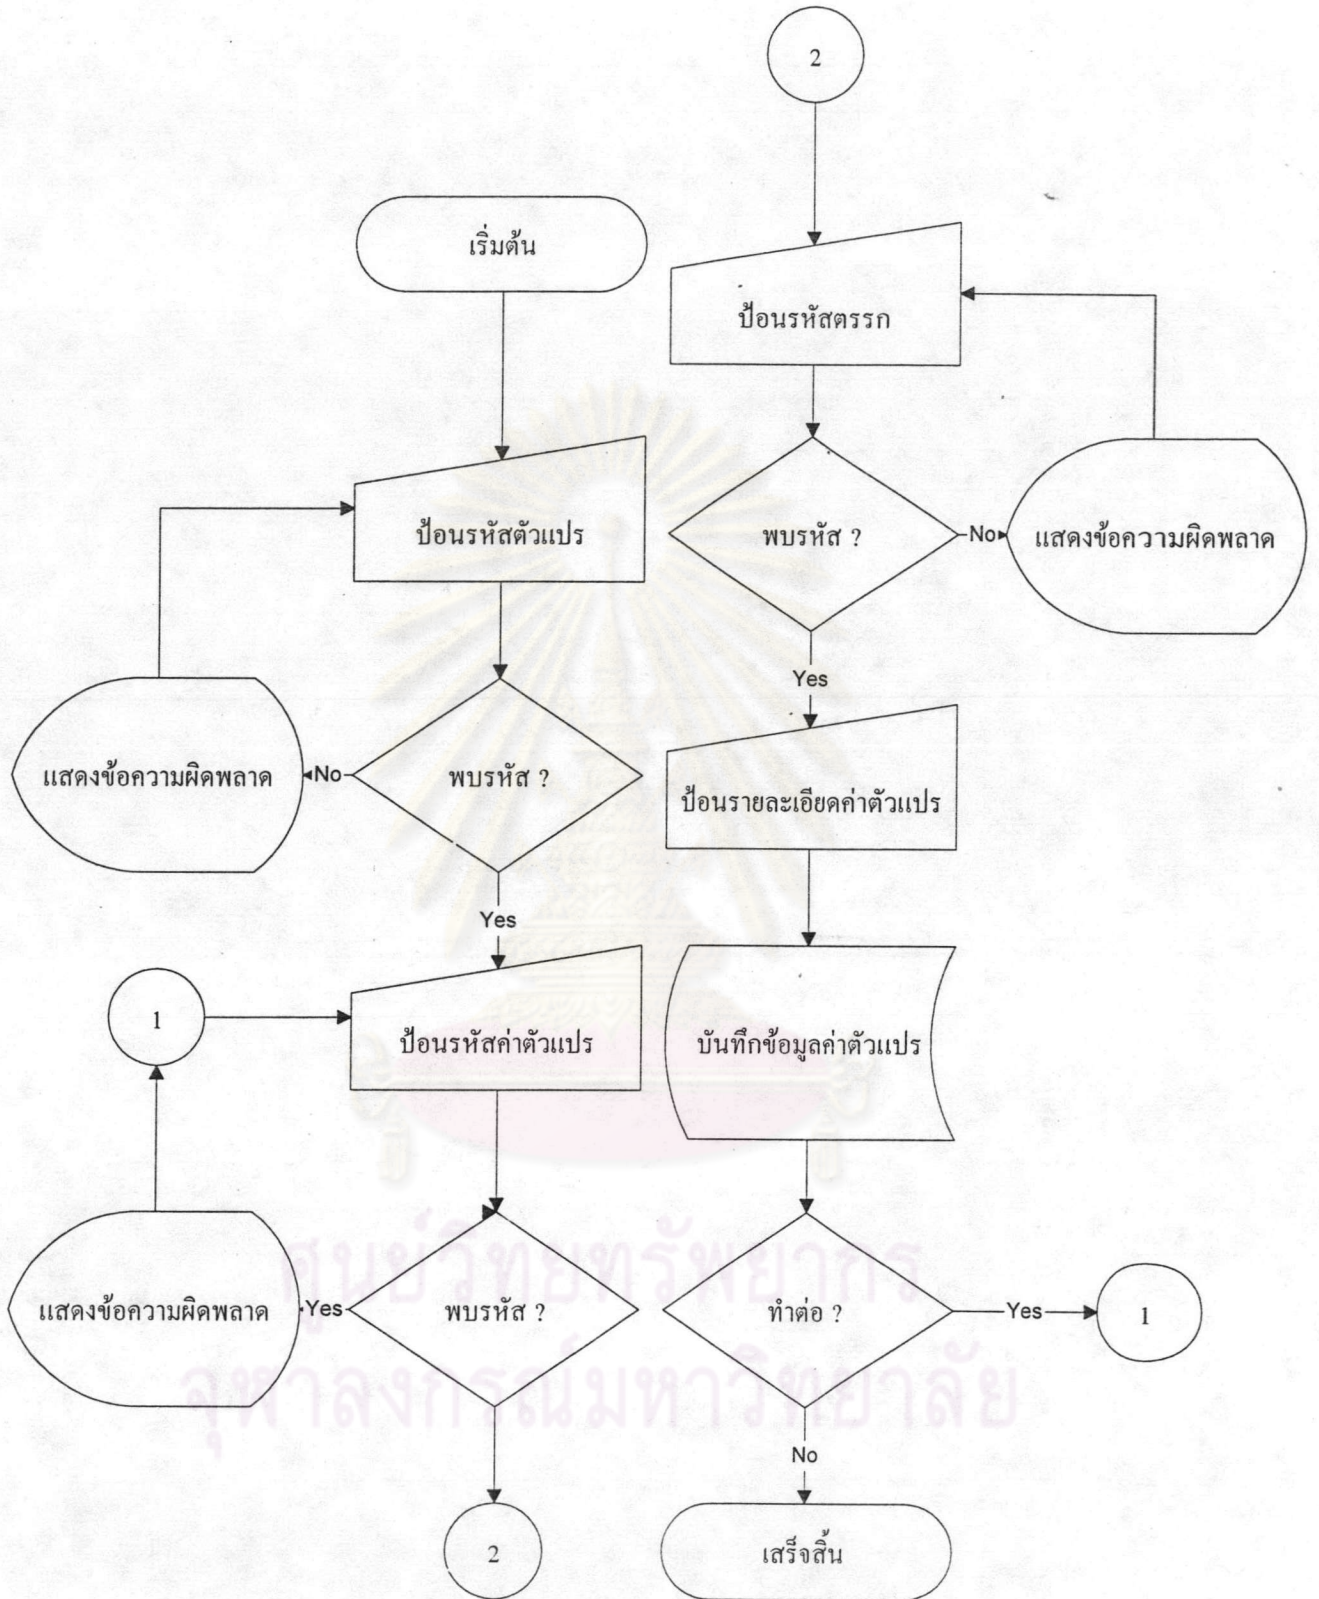 เริ่มต้น
ป้อนรหัสตัวแปร
พบรหัส ?
No
แสดงข้อความผิดพลาด
Yes
1
ป้อนรหัสค่าตัวแปร
พบรหัส ?
Yes
แสดงข้อความผิดพลาด
2
2
ป้อนรหัสตรรก
พบรหัส ?
No
แสดงข้อความผิดพลาด
Yes
ป้อนรายละเอียดค่าตัวแปร
บันทึกข้อมูลค่าตัวแปร
ทำต่อ ?
Yes
1
No
เสร็จสิ้น
ศูนย์วิทยทรัพยากร
จุฬาลงกรณ์มหาวิทยาลัย